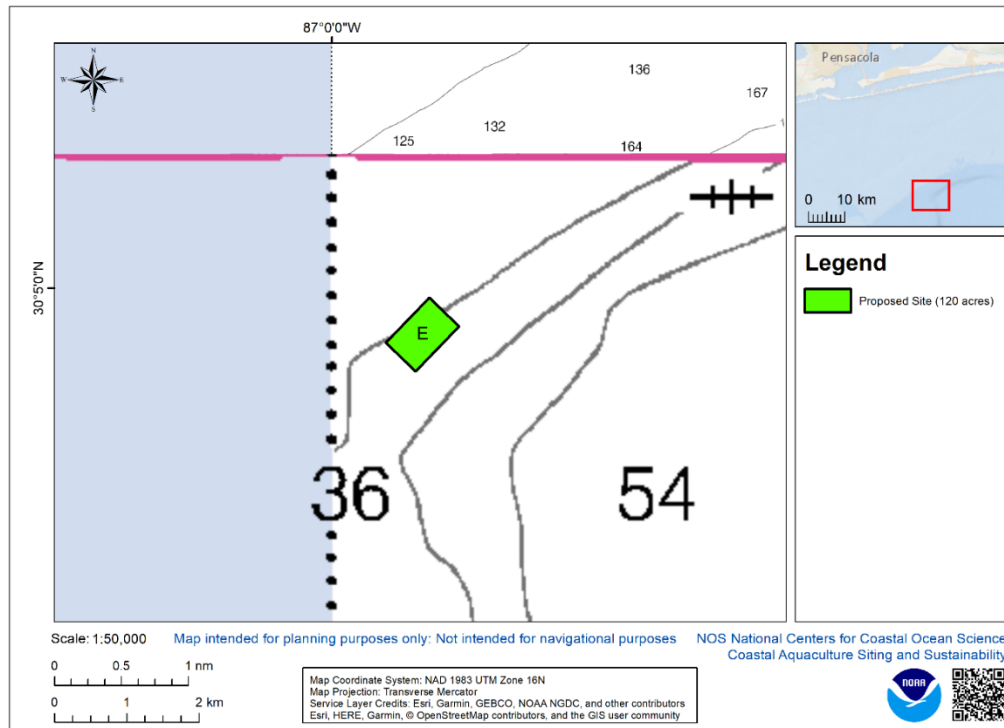 87°0'0"W
N
W
E
S
136
167
132
125
164
30°5'0"N
E
36
54
Pensacola
0 10 km
Legend
Proposed Site (120 acres)
Scale: 1:50,000
Map intended for planning purposes only: Not intended for navigational purposes
NOS National Centers for Coastal Ocean Science
Coastal Aquaculture Siting and Sustainability
0 0.5 1 nm
0 1 2 km
Map Coordinate System: NAD 1983 UTM Zone 16N
Map Projection: Transverse Mercator
Service Layer Credits: Esri, Garmin, GEBCO, NOAA NGDC, and other contributors
Esri, HERE, Garmin, © OpenStreetMap contributors, and the GIS user community
NOAA